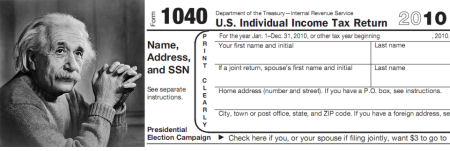 Form 1040
Department of the Treasury—Internal Revenue Service
U.S. Individual Income Tax Return 2010
Name,
Address,
and SSN
See separate
instructions.
PRINT CLEARLY
For the year Jan. 1–Dec. 31, 2010, or other tax year beginning , 2010,
Your first name and initial Last name
If a joint return, spouse's first name and initial Last name
Home address (number and street). If you have a P.O. box, see instructions.
City, town or post office, state, and ZIP code. If you have a foreign address, se
Presidential
Election Campaign ▶ Check here if you, or your spouse if filing jointly, want $3 to go to